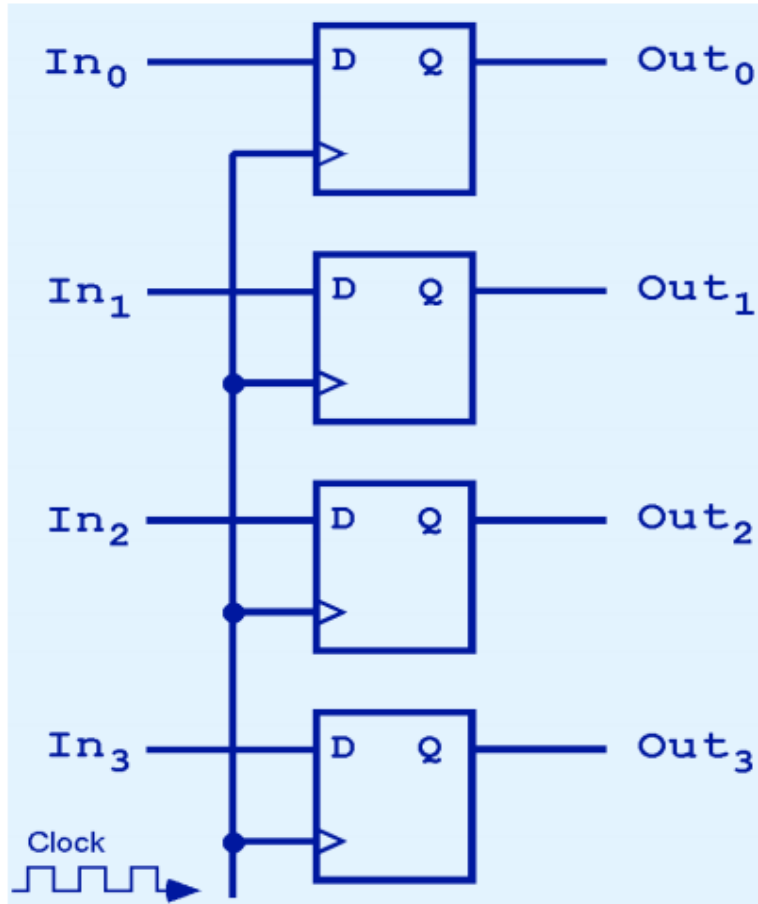 In₀ D Q Out₀
In₁ D Q Out₁
In₂ D Q Out₂
In₃ D Q Out₃
Clock